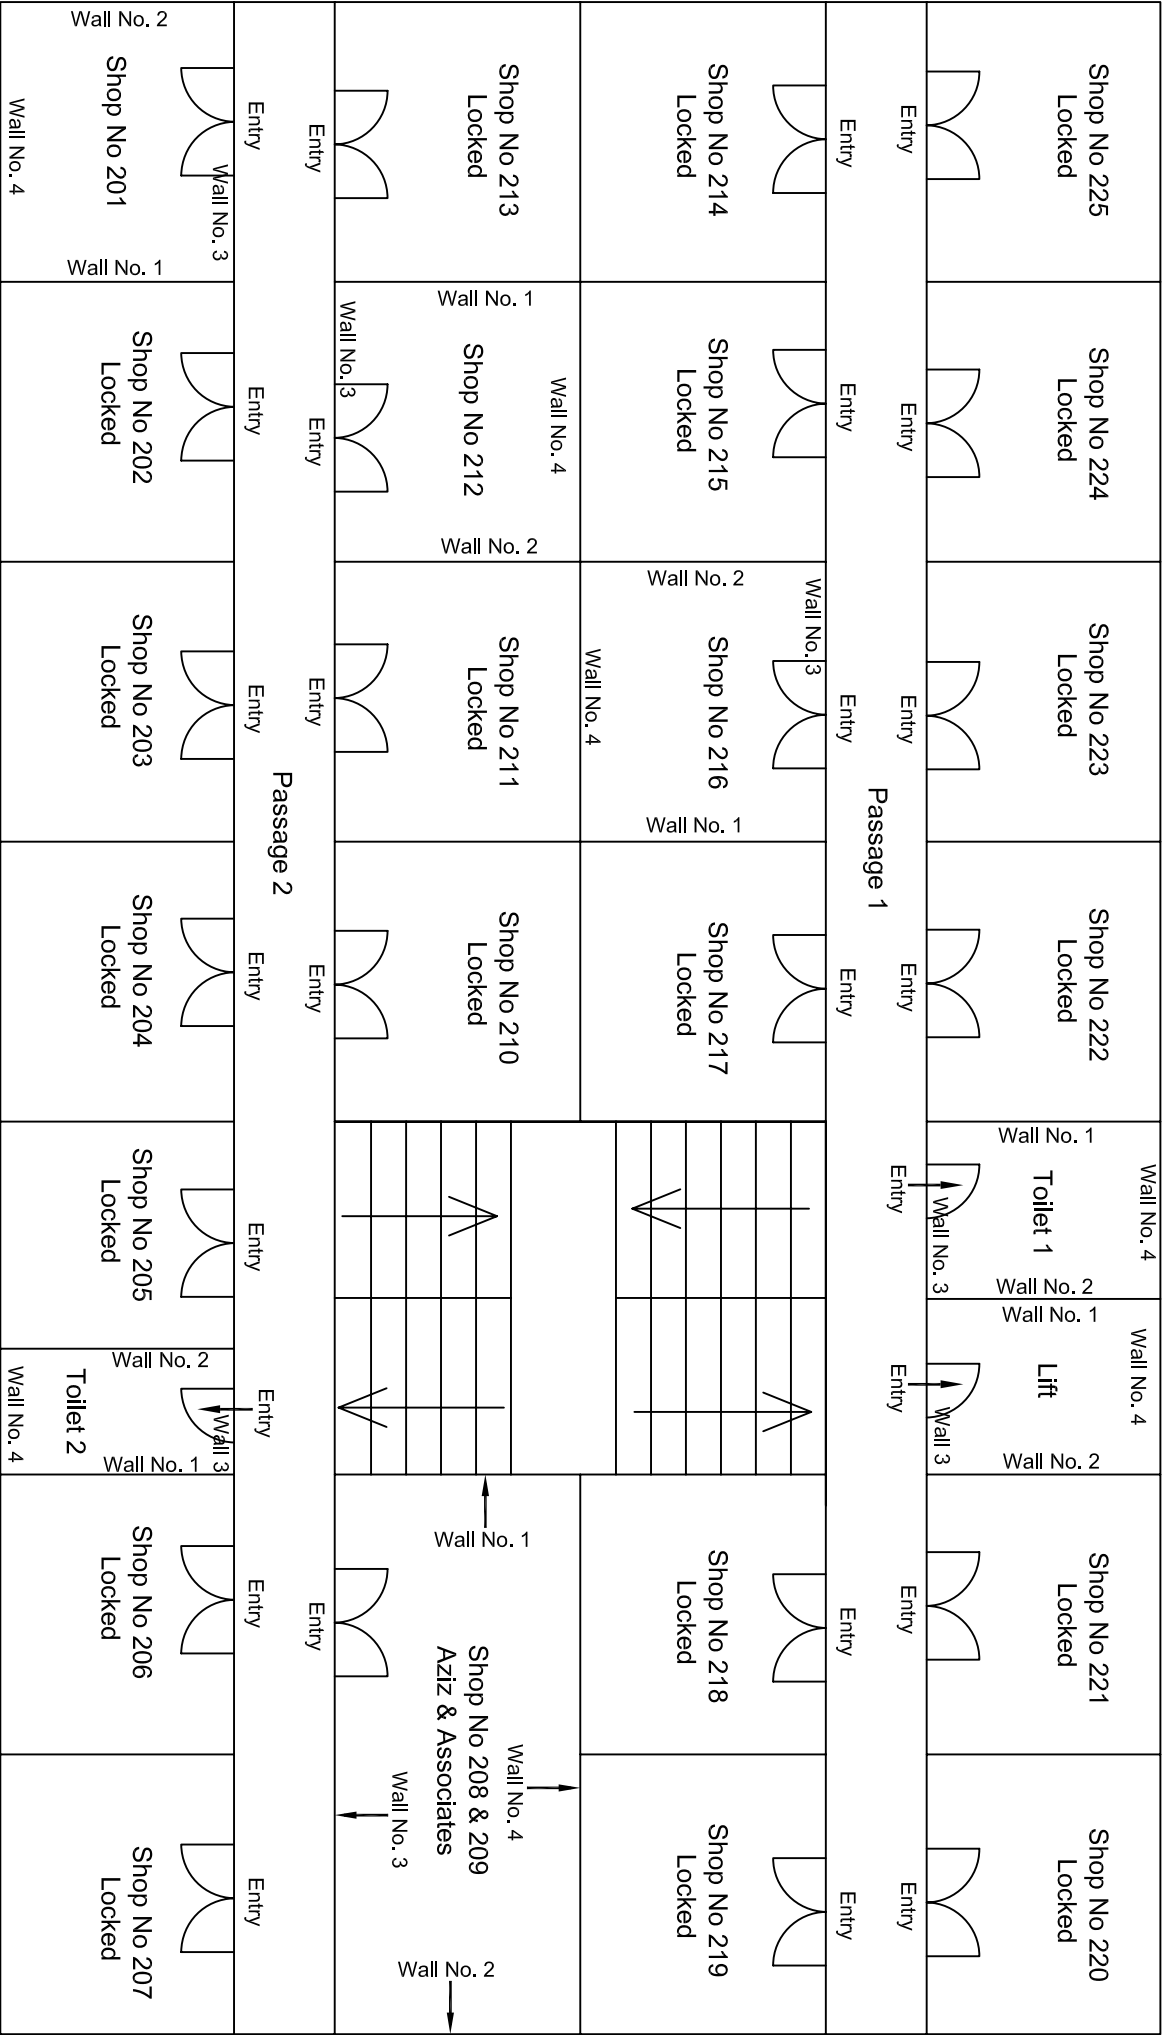 Shop No 225
Locked
Entry
Shop No 224
Locked
Entry
Shop No 223
Locked
Entry
Shop No 222
Locked
Entry
Wall No. 1
Toilet 1
Wall No. 4
Wall No. 3
Wall No. 2
Entry
Wall No. 1
Lift
Wall No. 4
Wall 3
Wall No. 2
Entry
Shop No 221
Locked
Entry
Shop No 220
Locked
Entry
Passage 1
Entry
Shop No 214
Locked
Entry
Shop No 215
Locked
Entry
Wall No. 3
Wall No. 2
Shop No 216
Wall No. 4
Wall No. 1
Entry
Shop No 217
Locked
Entry
Shop No 218
Locked
Entry
Shop No 219
Locked
Shop No 213
Locked
Entry
Wall No. 1
Wall No. 4
Shop No 212
Wall No. 3
Wall No. 2
Entry
Shop No 211
Locked
Entry
Shop No 210
Locked
Entry
Wall No. 1
Shop No 208 & 209
Aziz & Associates
Wall No. 4
Wall No. 3
Wall No. 2
Entry
Passage 2
Entry
Wall No. 2
Shop No 201
Wall No. 3
Wall No. 4
Wall No. 1
Entry
Shop No 202
Locked
Entry
Shop No 203
Locked
Entry
Shop No 204
Locked
Entry
Shop No 205
Locked
Entry
Wall No. 2
Toilet 2
Wall 3
Wall No. 4
Wall No. 1
Entry
Shop No 206
Locked
Entry
Shop No 207
Locked